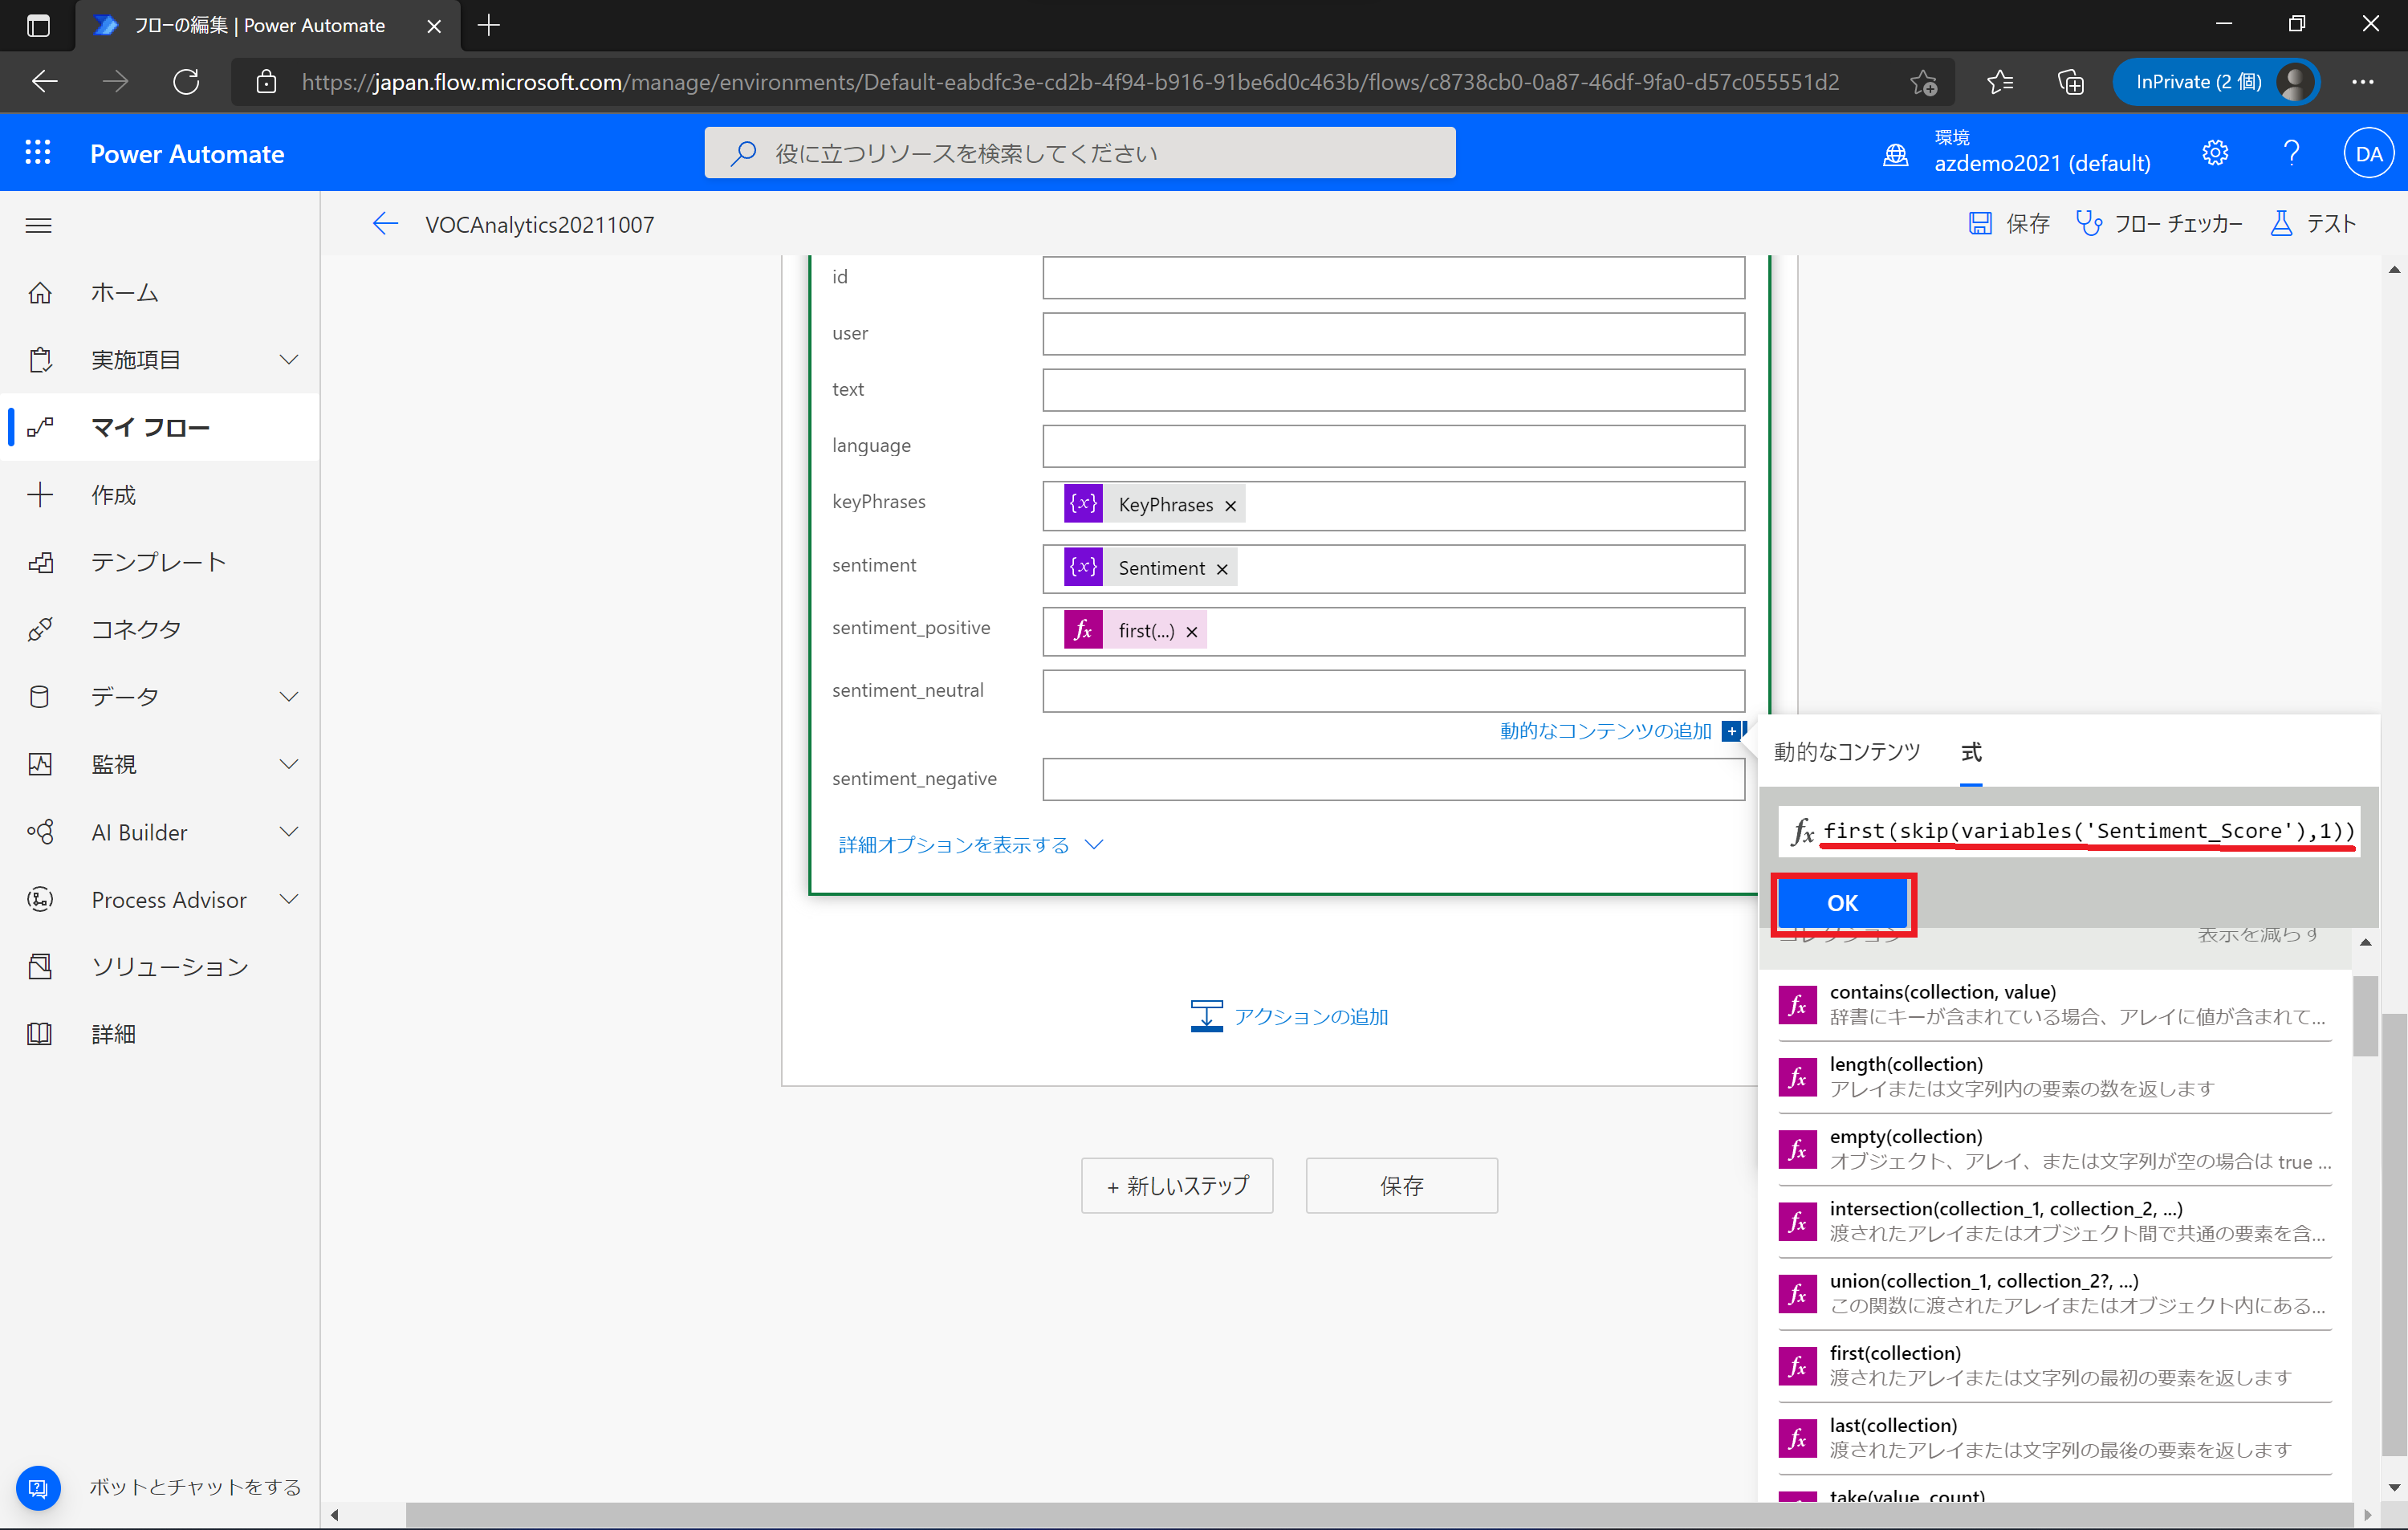 フローの編集 | Power Automate
https://japan.flow.microsoft.com/manage/environments/Default-eabdfc3e-cd2b-4f94-b916-91be6d0c463b/flows/c8738cb0-0a87-46df-9fa0-d57c055551d2
InPrivate (2 個)
Power Automate
役に立つリソースを検索してください
環境
azdemo2021 (default)
DA
VOCAnalytics20211007
保存
フロー チェッカー
テスト
ホーム
実施項目
マイ フロー
作成
テンプレート
コネクタ
データ
監視
AI Builder
Process Advisor
ソリューション
詳細
ボットとチャットをする
id
user
text
language
keyPhrases
{x} KeyPhrases ×
sentiment
{x} Sentiment ×
sentiment_positive
fx first(...) ×
sentiment_neutral
動的なコンテンツの追加 +
sentiment_negative
詳細オプションを表示する
アクションの追加
+ 新しいステップ
保存
動的なコンテンツ
式
fx first(skip(variables('Sentiment_Score'),1))
OK
コレクション
表示を減らす
fx contains(collection, value)
辞書にキーが含まれている場合、アレイに値が含まれて...
fx length(collection)
アレイまたは文字列内の要素の数を返します
fx empty(collection)
オブジェクト、アレイ、または文字列が空の場合は true ...
fx intersection(collection_1, collection_2, ...)
渡されたアレイまたはオブジェクト間で共通の要素を含...
fx union(collection_1, collection_2?, ...)
この関数に渡されたアレイまたはオブジェクト内にある...
fx first(collection)
渡されたアレイまたは文字列の最初の要素を返します
fx last(collection)
渡されたアレイまたは文字列の最後の要素を返します
take(value, count)